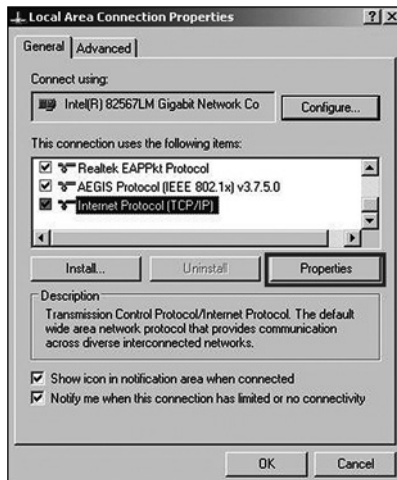 Local Area Connection Properties
General Advanced
Connect using:
Intel(R) 82567LM Gigabit Network Co Configure...
This connection uses the following items:
Realtek EAPPkt Protocol
AEGIS Protocol (IEEE 802.1x) v3.7.5.0
Internet Protocol (TCP/IP)
Install... Uninstall Properties
Description
Transmission Control Protocol/Internet Protocol. The default
wide area network protocol that provides communication
across diverse interconnected networks.
Show icon in notification area when connected
Notify me when this connection has limited or no connectivity
OK Cancel